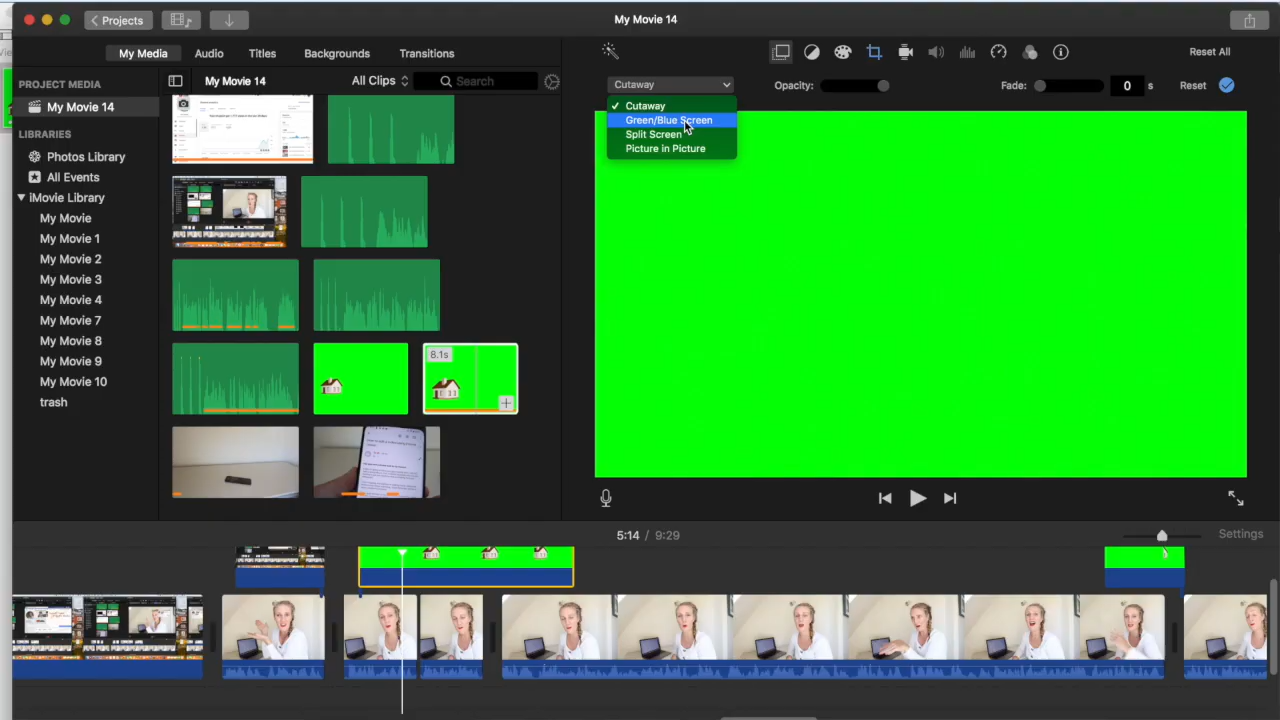 My Movie 14
Projects
My Media
Audio
Titles
Backgrounds
Transitions
Reset All
PROJECT MEDIA
My Movie 14
LIBRARIES
Photos Library
All Events
iMovie Library
My Movie
My Movie 1
My Movie 2
My Movie 3
My Movie 4
My Movie 7
My Movie 8
My Movie 9
My Movie 10
trash
My Movie 14
All Clips
Search
8.1s
Cutaway
Opacity:
Fade:
0 s
Reset
Cutaway
Green/Blue Screen
Split Screen
Picture in Picture
5:14 / 9:29
Settings